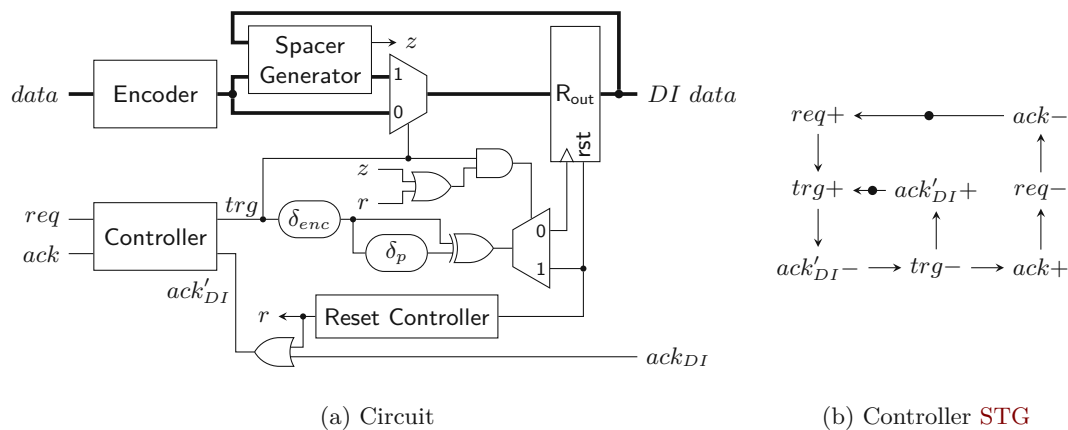 Spacer
Generator
z
1
0
data
Encoder
R_out
rst
DI data
z
r
trg
δ_enc
δ_p
0
1
req
ack
Controller
ack'_DI
r
Reset Controller
ack_DI
(a) Circuit
req+
ack−
trg+
ack'_DI+
req−
ack'_DI−
trg−
ack+
(b) Controller STG